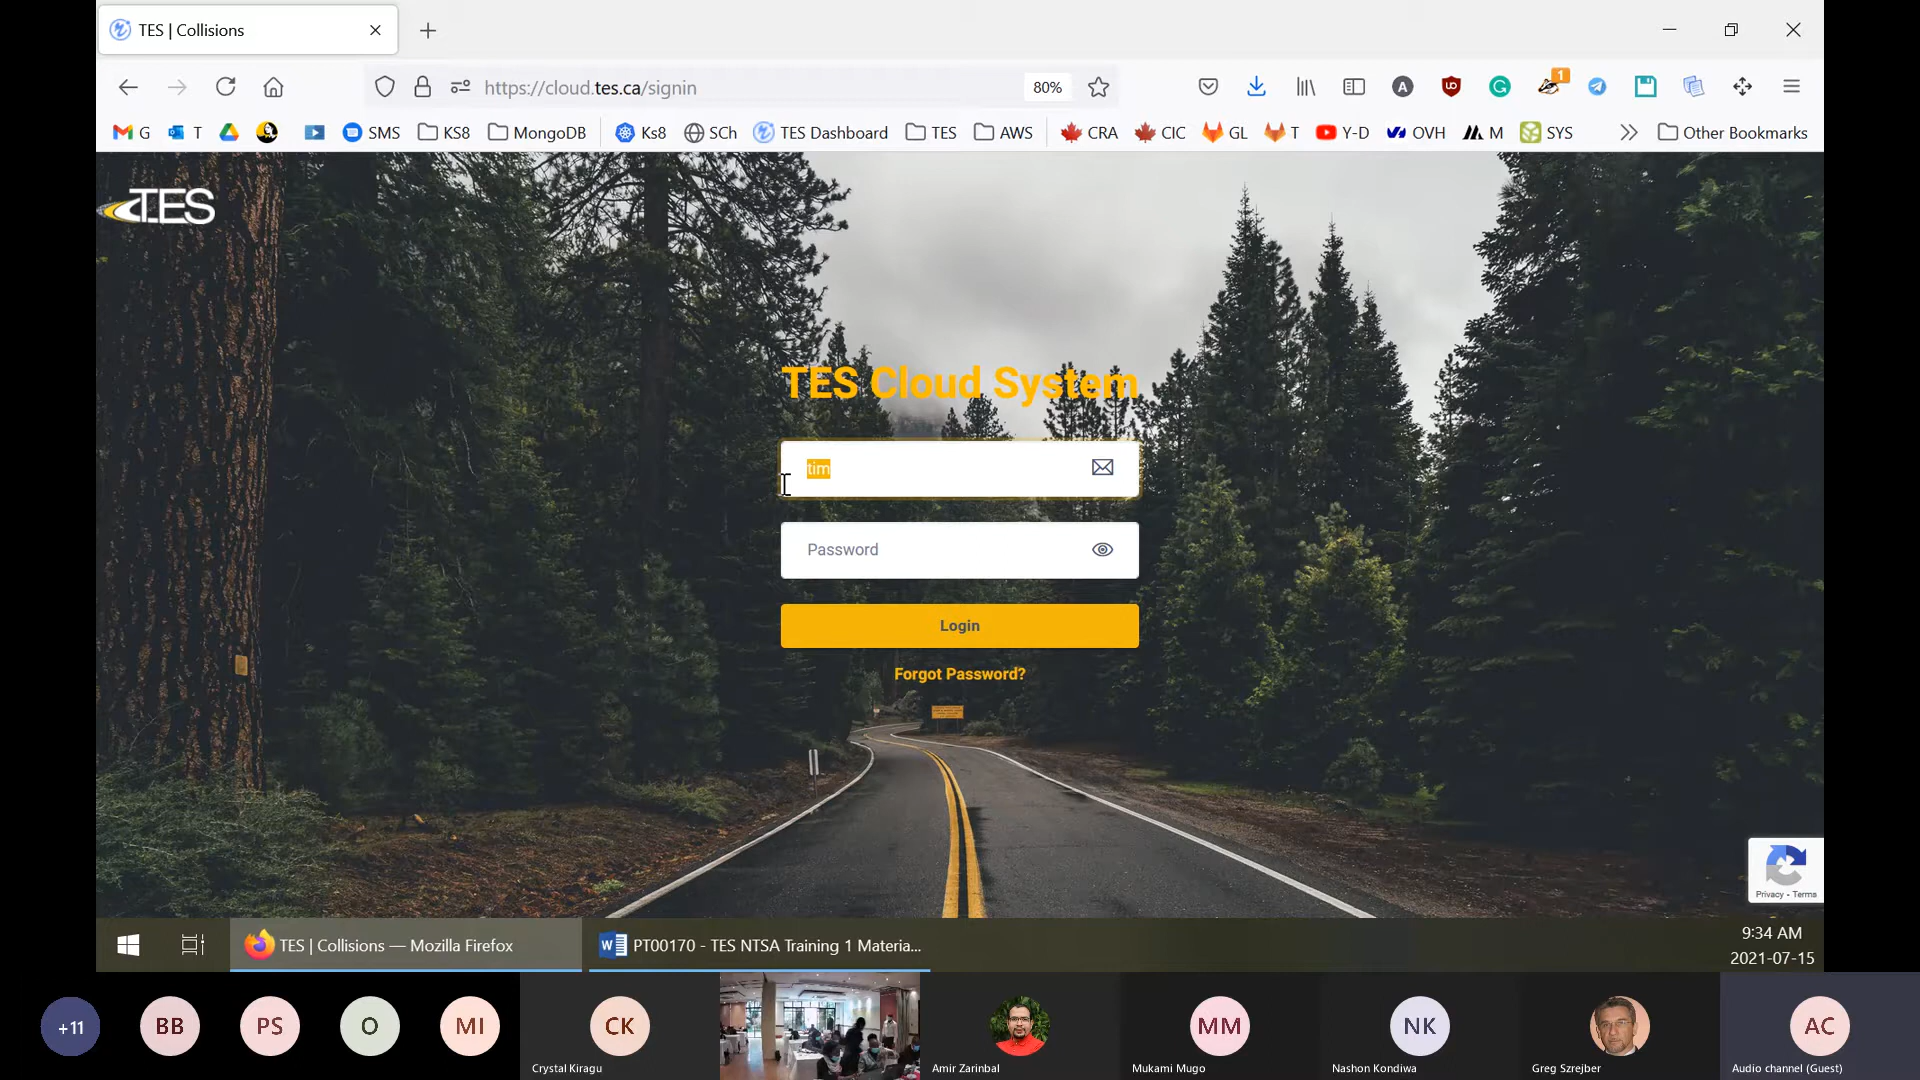 TES | Collisions
https://cloud.tes.ca/signin
80%
A
UO
G
1
G
T
SMS
KS8
MongoDB
Ks8
SCh
TES Dashboard
TES
AWS
CRA
CIC
GL
T
Y-D
OVH
M
SYS
Other Bookmarks
TES
TES Cloud System
tim
Password
Login
Forgot Password?
Privacy - Terms
TES | Collisions — Mozilla Firefox
W
PT00170 - TES NTSA Training 1 Materia...
9:34 AM
2021-07-15
+11
BB
PS
O
MI
CK
MM
NK
AC
Crystal Kiragu
Amir Zarinbal
Mukami Mugo
Nashon Kondiwa
Greg Szrejber
Audio channel (Guest)